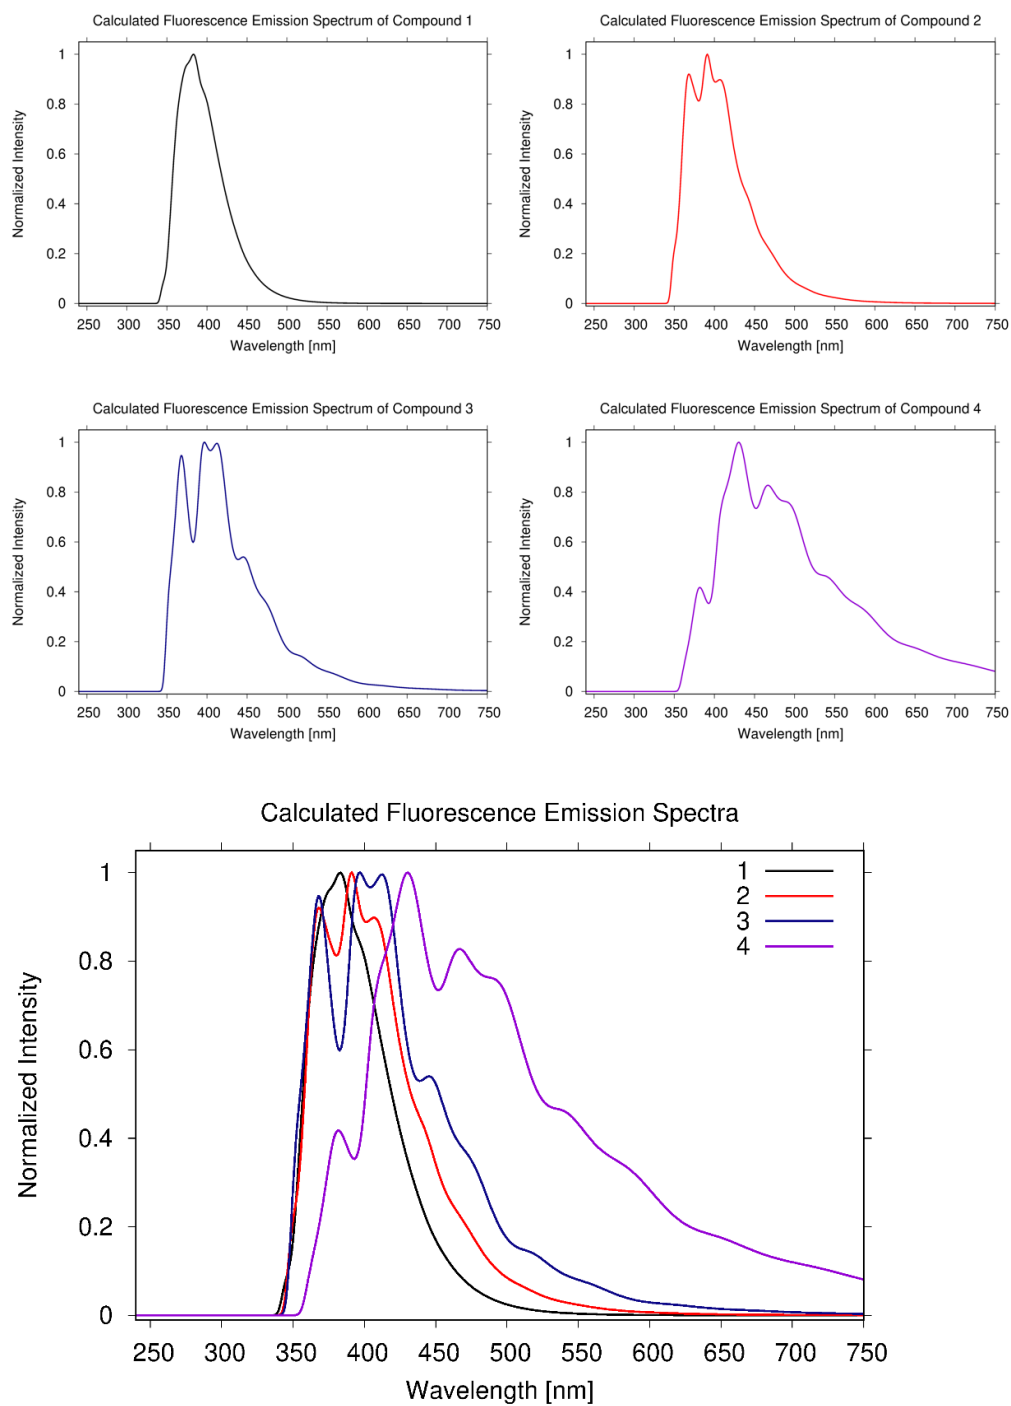 Calculated Fluorescence Emission Spectrum of Compound 1
1
0.8
0.6
0.4
0.2
0
Normalized Intensity
250 300 350 400 450 500 550 600 650 700 750
Wavelength [nm]
Calculated Fluorescence Emission Spectrum of Compound 2
1
0.8
0.6
0.4
0.2
0
Normalized Intensity
250 300 350 400 450 500 550 600 650 700 750
Wavelength [nm]
Calculated Fluorescence Emission Spectrum of Compound 3
1
0.8
0.6
0.4
0.2
0
Normalized Intensity
250 300 350 400 450 500 550 600 650 700 750
Wavelength [nm]
Calculated Fluorescence Emission Spectrum of Compound 4
1
0.8
0.6
0.4
0.2
0
Normalized Intensity
250 300 350 400 450 500 550 600 650 700 750
Wavelength [nm]
Calculated Fluorescence Emission Spectra
1
0.8
0.6
0.4
0.2
0
Normalized Intensity
1
2
3
4
250 300 350 400 450 500 550 600 650 700 750
Wavelength [nm]